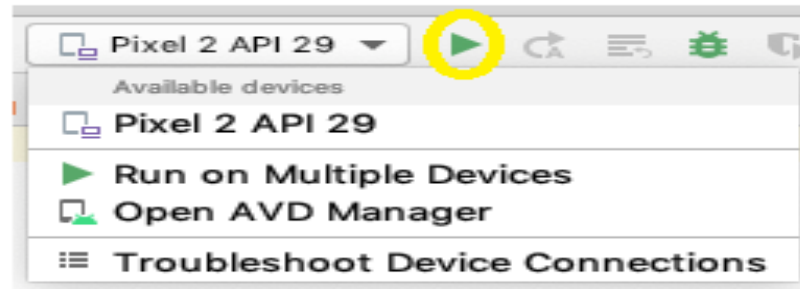 Pixel 2 API 29
Available devices
Pixel 2 API 29
Run on Multiple Devices
Open AVD Manager
Troubleshoot Device Connections